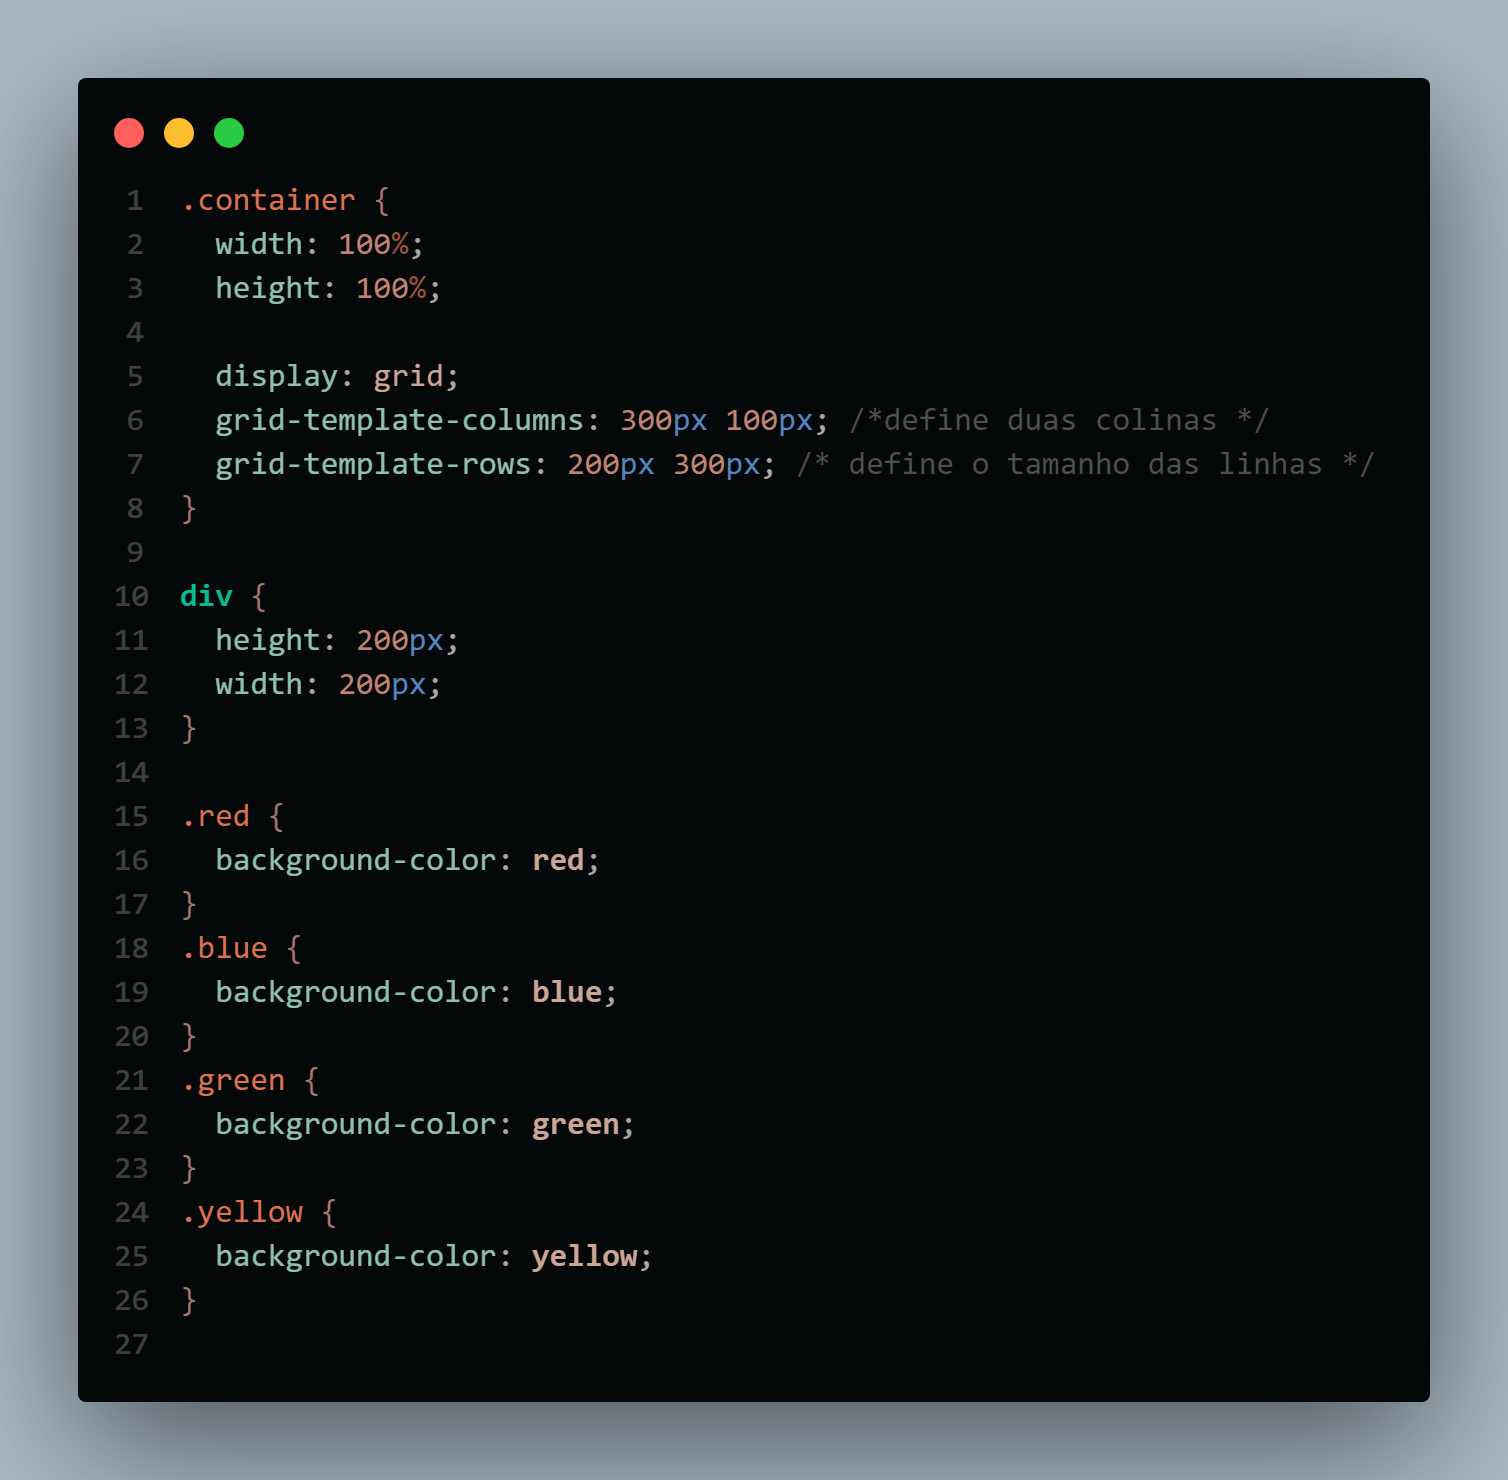 1 .container {
2   width: 100%;
3   height: 100%;
4
5   display: grid;
6   grid-template-columns: 300px 100px; /*define duas colinas */
7   grid-template-rows: 200px 300px; /* define o tamanho das linhas */
8 }
9
10 div {
11   height: 200px;
12   width: 200px;
13 }
14
15 .red {
16   background-color: red;
17 }
18 .blue {
19   background-color: blue;
20 }
21 .green {
22   background-color: green;
23 }
24 .yellow {
25   background-color: yellow;
26 }
27